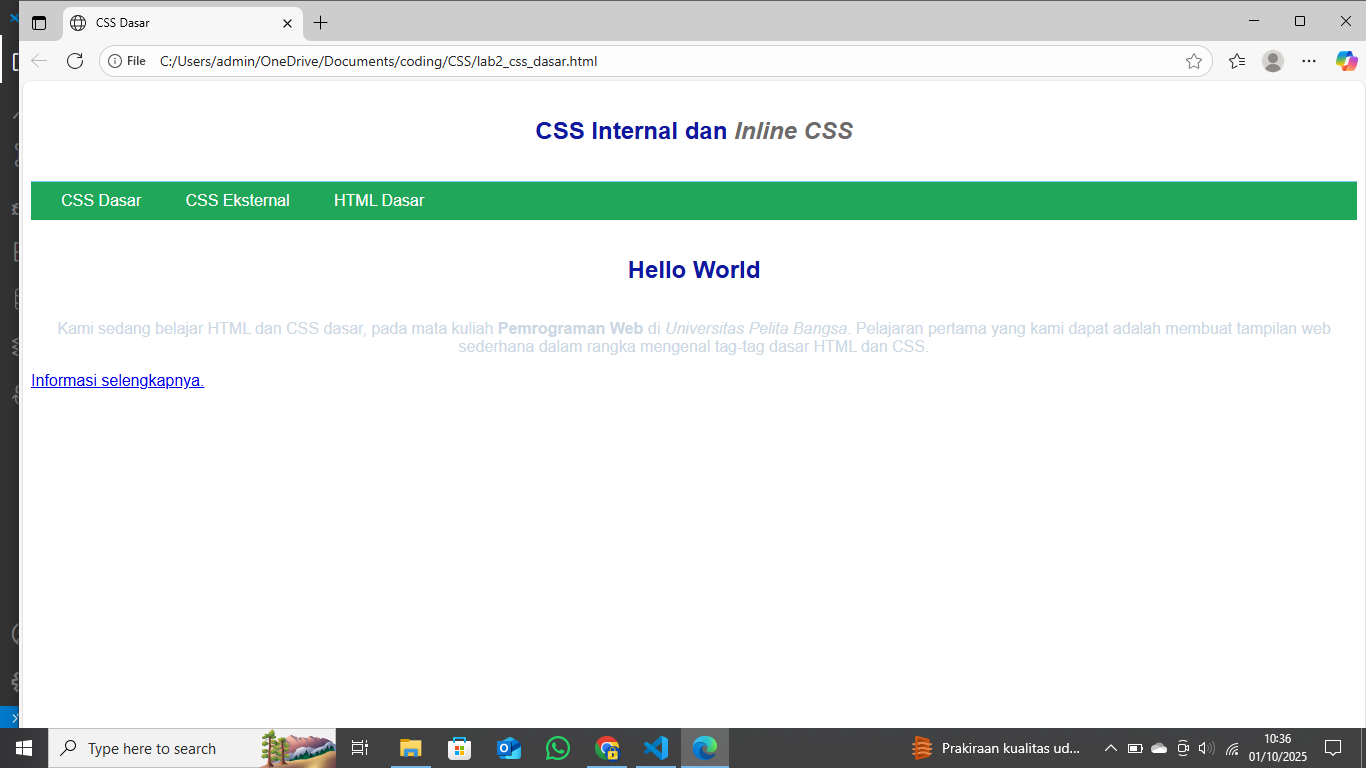 CSS Dasar
File C:/Users/admin/OneDrive/Documents/coding/CSS/lab2_css_dasar.html
CSS Internal dan Inline CSS
CSS Dasar CSS Eksternal HTML Dasar
Hello World
Kami sedang belajar HTML dan CSS dasar, pada mata kuliah Pemrograman Web di Universitas Pelita Bangsa. Pelajaran pertama yang kami dapat adalah membuat tampilan web
sederhana dalam rangka mengenal tag-tag dasar HTML dan CSS.
Informasi selengkapnya.
Type here to search
Prakiraan kualitas ud...
10:36
01/10/2025